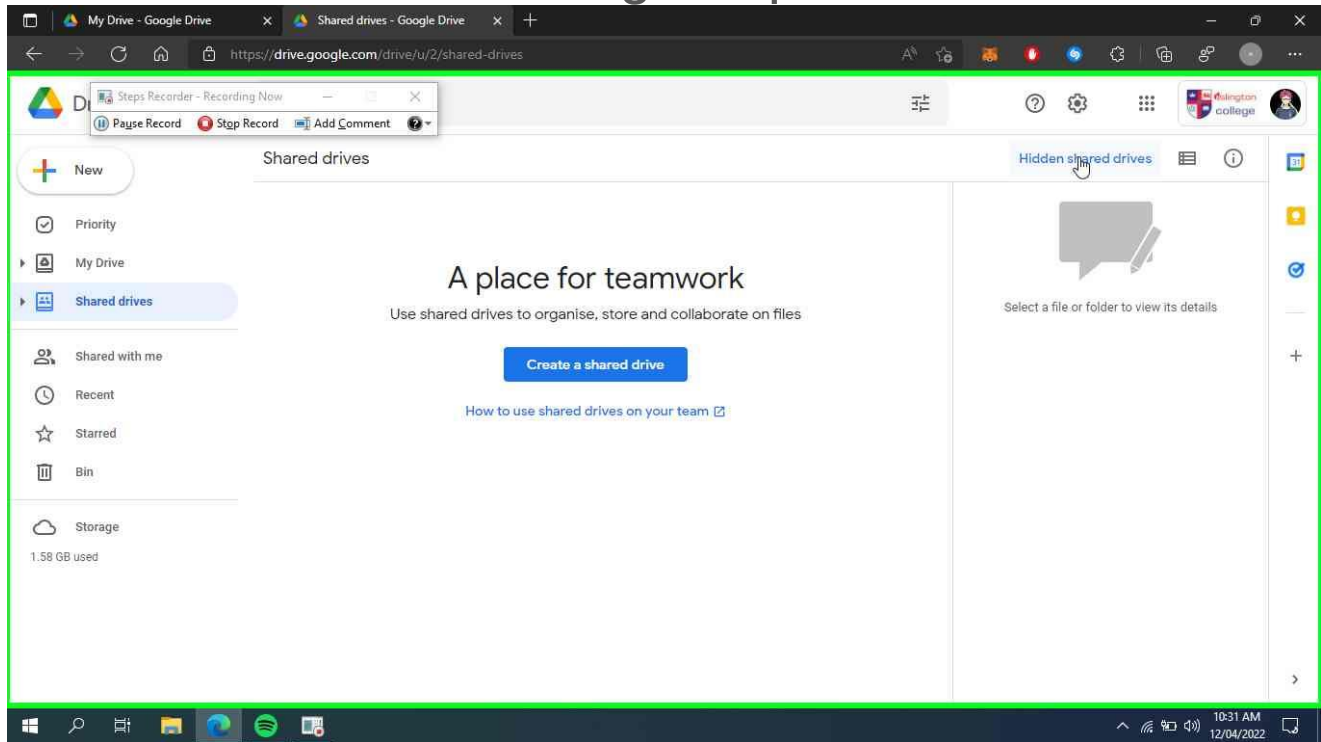 My Drive - Google Drive
Shared drives - Google Drive
https://drive.google.com/drive/u/2/shared-drives
Steps Recorder - Recording Now
Pause Record Stop Record Add Comment
islington
college
New
Shared drives
Hidden shared drives
31
Priority
My Drive
Shared drives
A place for teamwork
Use shared drives to organise, store and collaborate on files
Select a file or folder to view its details
Create a shared drive
Shared with me
Recent
How to use shared drives on your team
Starred
Bin
Storage
1.58 GB used
10:31 AM
12/04/2022